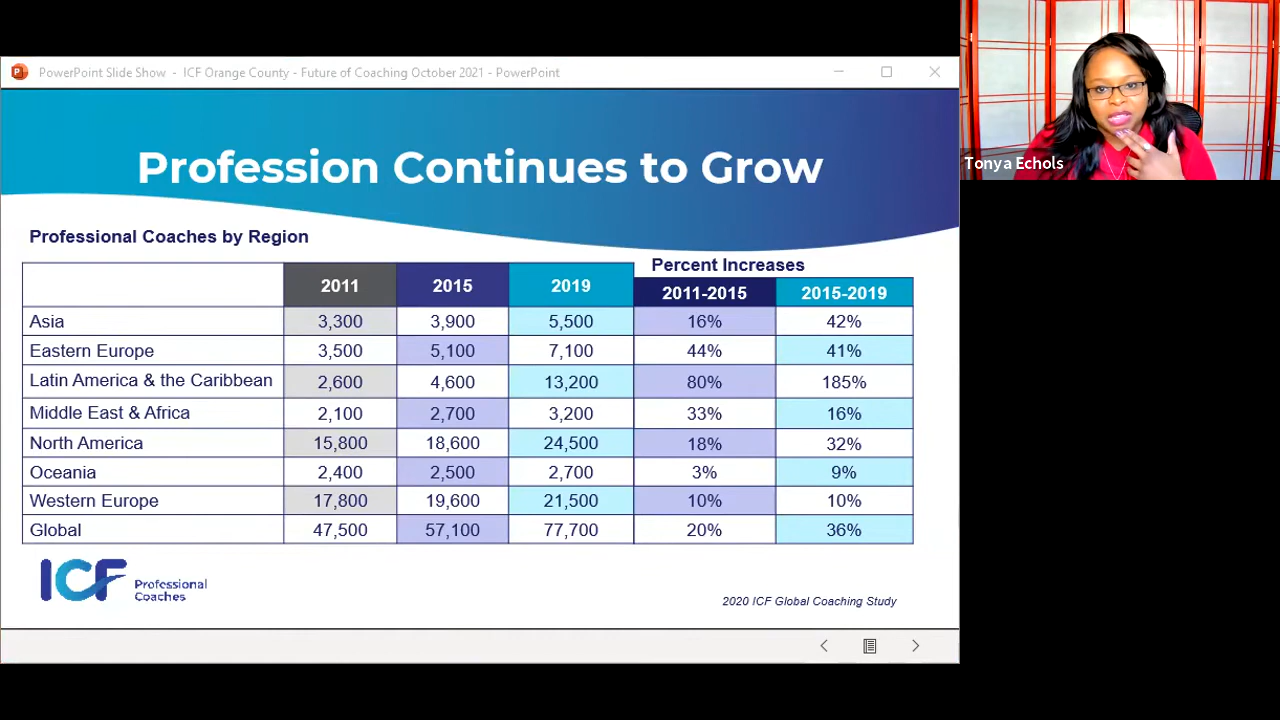 PowerPoint Slide Show - ICF Orange County - Future of Coaching October 2021 - PowerPoint
Tonya Echols
Profession Continues to Grow
Professional Coaches by Region
Percent Increases
2011 2015 2019 2011-2015 2015-2019
Asia 3,300 3,900 5,500 16% 42%
Eastern Europe 3,500 5,100 7,100 44% 41%
Latin America & the Caribbean 2,600 4,600 13,200 80% 185%
Middle East & Africa 2,100 2,700 3,200 33% 16%
North America 15,800 18,600 24,500 18% 32%
Oceania 2,400 2,500 2,700 3% 9%
Western Europe 17,800 19,600 21,500 10% 10%
Global 47,500 57,100 77,700 20% 36%
ICF Professional
Coaches
2020 ICF Global Coaching Study